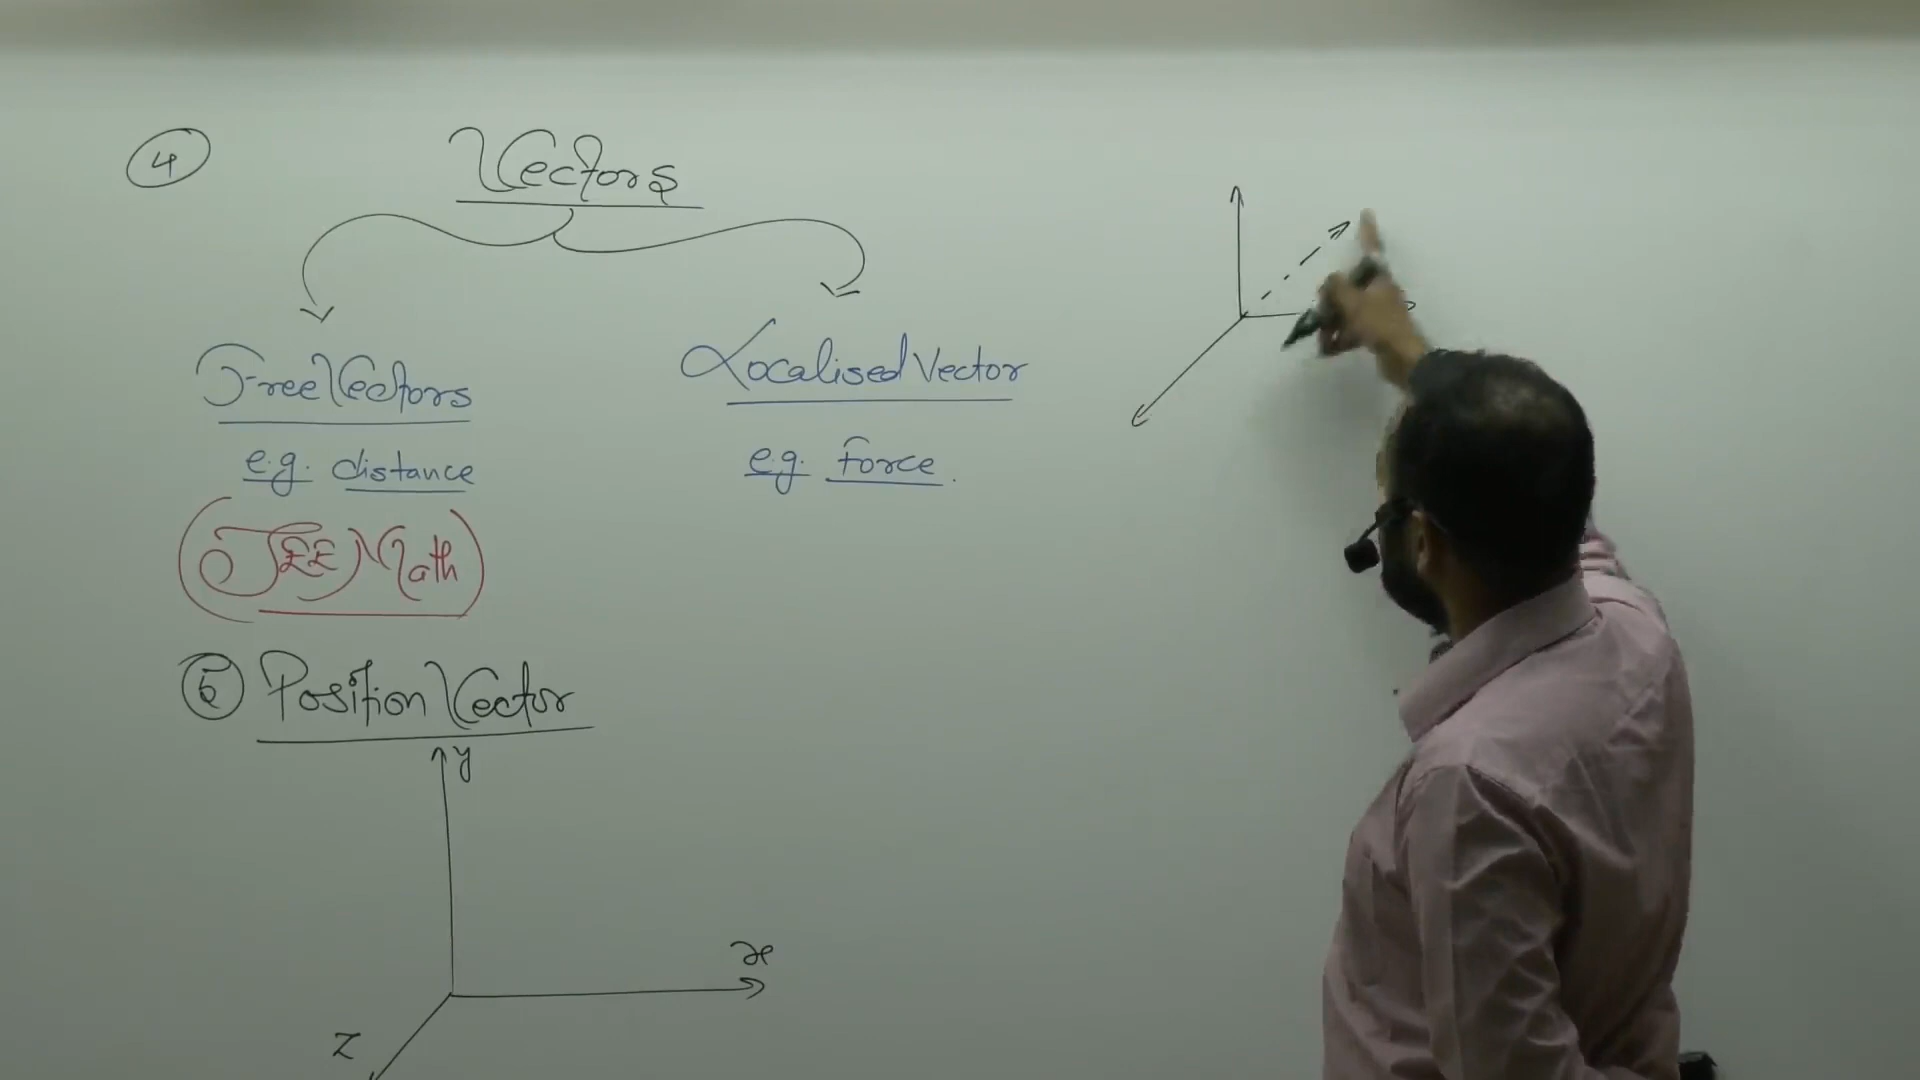 4 Vectors
Free Vectors
e.g. distance
(JEE Math)
Localised Vector
e.g. Force.
5 Position Vector
y
x
z